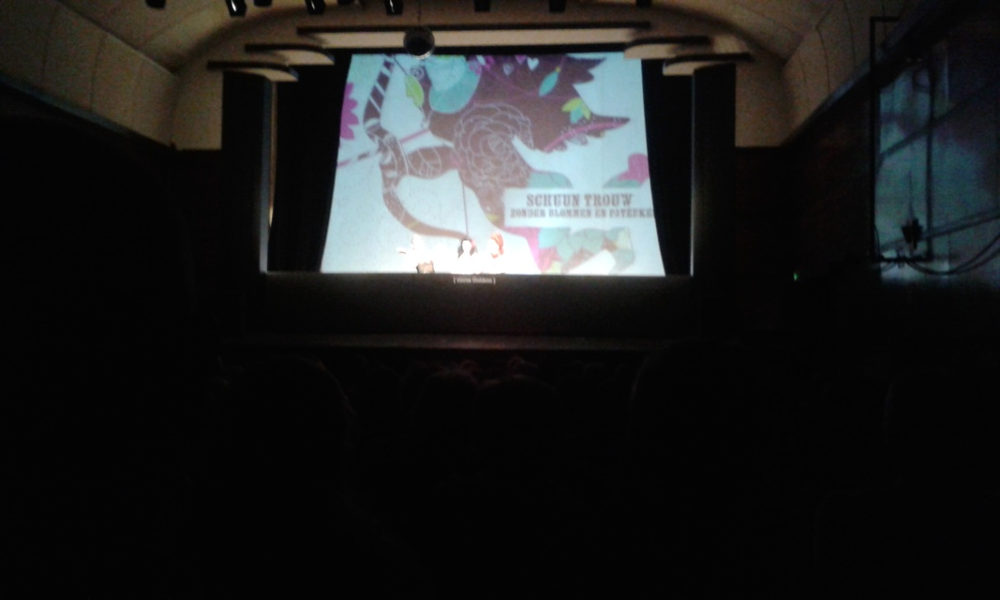 SCHUUN TROUW
ZONDER BLOMMEN EN PATEEKES